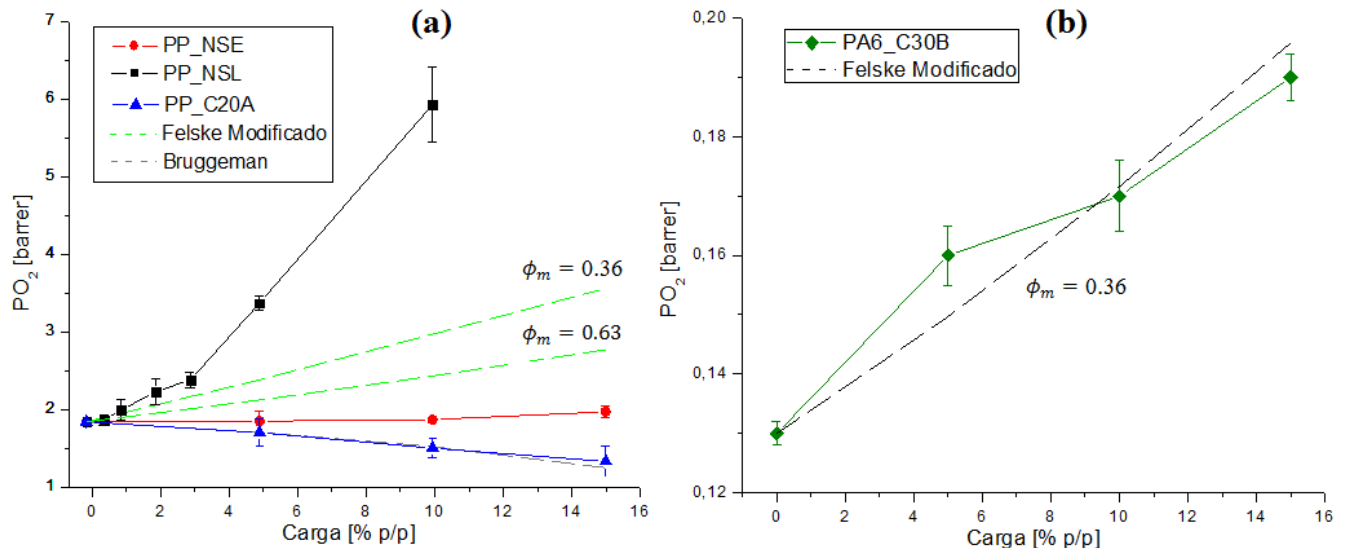 (a)
PP_NSE
PP_NSL
PP_C20A
Felske Modificado
Bruggeman
7
6
5
4
3
2
1
PO₂ [barrer]
ϕₘ = 0.36
ϕₘ = 0.63
0 2 4 6 8 10 12 14 16
Carga [% p/p]
(b)
PA6_C30B
Felske Modificado
0,20
0,18
0,16
0,14
0,12
PO₂ [barrer]
ϕₘ = 0.36
0 2 4 6 8 10 12 14 16
Carga [% p/p]